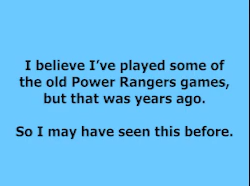 I believe I've played some of
the old Power Rangers games,
but that was years ago.
So I may have seen this before.